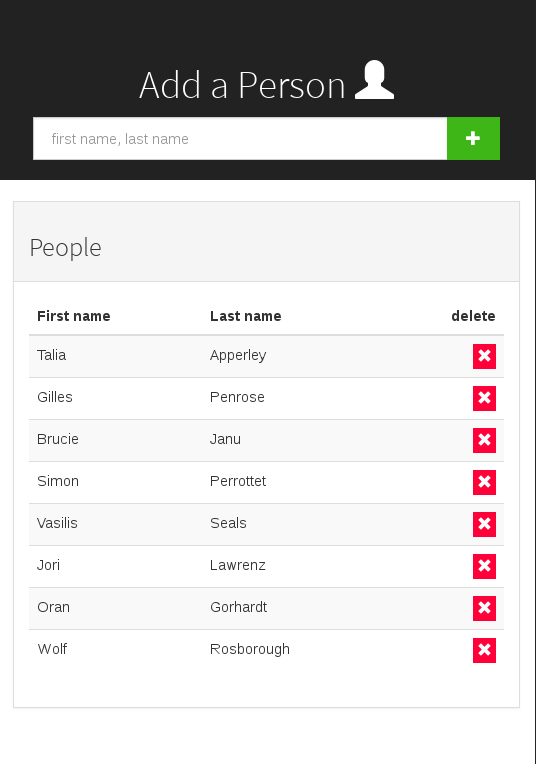 Add a Person
first name, last name
People
First name Last name delete
Talia Apperley
Gilles Penrose
Brucie Janu
Simon Perrottet
Vasilis Seals
Jori Lawrenz
Oran Gorhardt
Wolf Rosborough